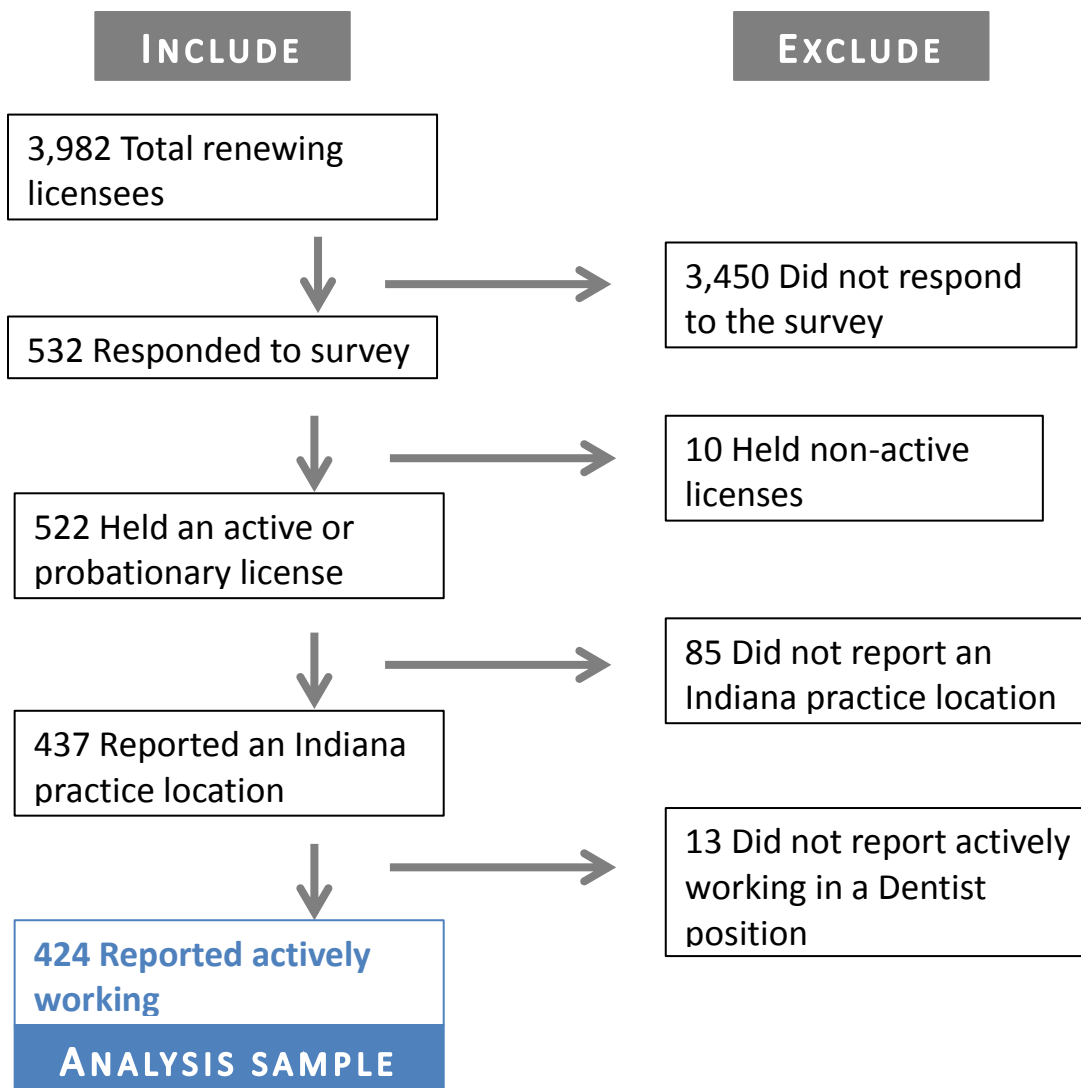 INCLUDE
EXCLUDE
3,982 Total renewing
licensees
3,450 Did not respond
to the survey
532 Responded to survey
10 Held non-active
licenses
522 Held an active or
probationary license
85 Did not report an
Indiana practice location
437 Reported an Indiana
practice location
13 Did not report actively
working in a Dentist
position
424 Reported actively
working
ANALYSIS SAMPLE